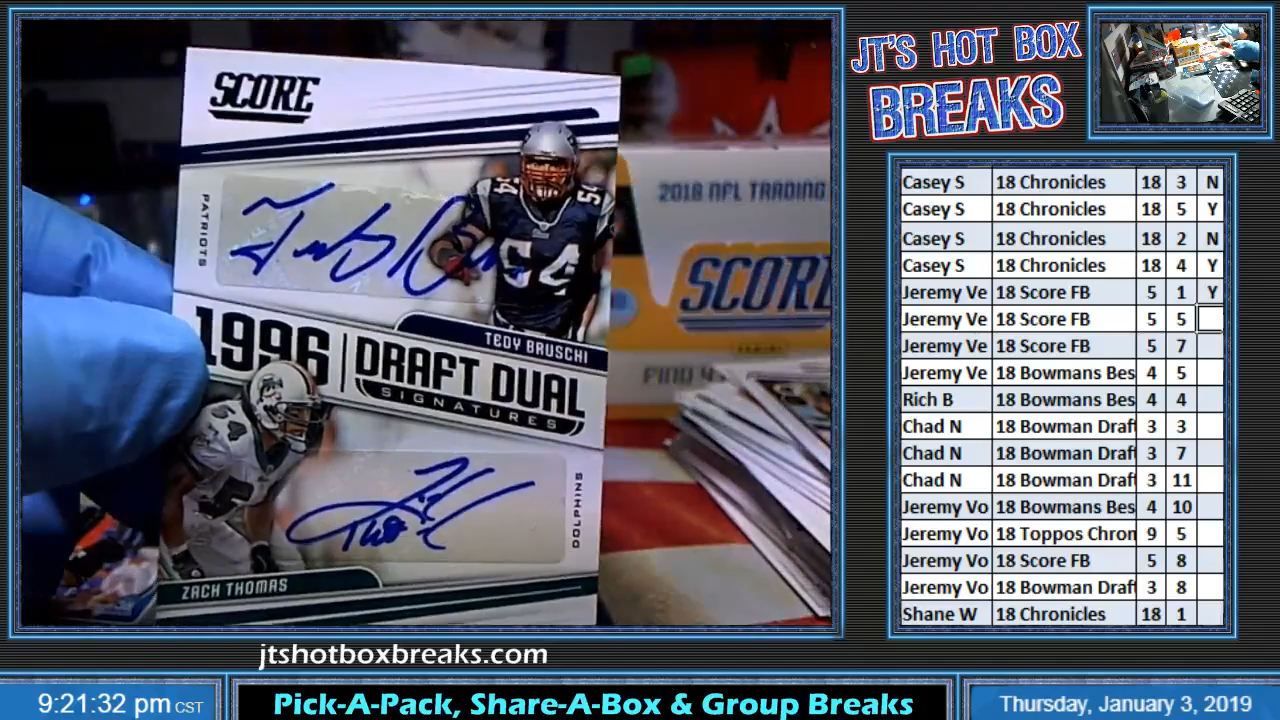 SCORE
PATRIOTS
54
54
TEDY BRUSCHI
1996 DRAFT DUAL
SIGNATURES
54
DOLPHINS
ZACH THOMAS
2018 NFL TRADING
SCORE
JT'S HOT BOX
BREAKS
Casey S 18 Chronicles 18 3 N
Casey S 18 Chronicles 18 5 Y
Casey S 18 Chronicles 18 2 N
Casey S 18 Chronicles 18 4 Y
Jeremy Ve 18 Score FB 5 1 Y
Jeremy Ve 18 Score FB 5 5
Jeremy Ve 18 Score FB 5 7
Jeremy Ve 18 Bowmans Bes 4 5
Rich B 18 Bowmans Bes 4 4
Chad N 18 Bowman Draf 3 3
Chad N 18 Bowman Draf 3 7
Chad N 18 Bowman Draf 3 11
Jeremy Vo 18 Bowmans Bes 4 10
Jeremy Vo 18 Toppos Chron 9 5
Jeremy Vo 18 Score FB 5 8
Jeremy Vo 18 Bowman Draf 3 8
Shane W 18 Chronicles 18 1
jtshotboxbreaks.com
9:21:32 pm CST
Pick-A-Pack, Share-A-Box & Group Breaks
Thursday, January 3, 2019